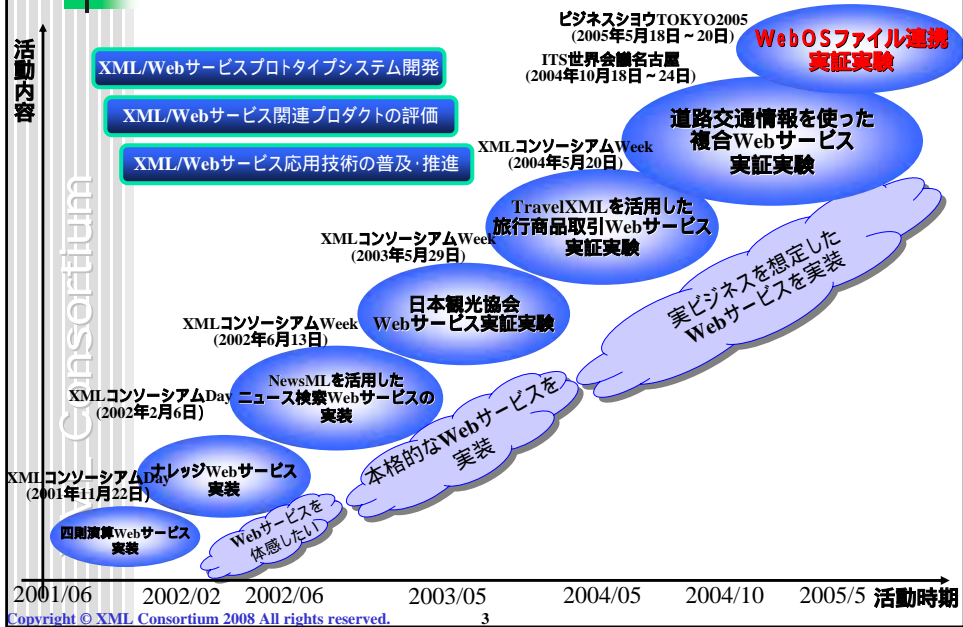 活動内容
XML/Webサービスプロトタイプシステム開発
XML/Webサービス関連プロダクトの評価
XML/Webサービス応用技術の普及･推進
ビジネスショウTOKYO2005
(2005年5月18日～20日)
WebOSファイル連携
実証実験
ITS世界会議名古屋
(2004年10月18日～24日)
道路交通情報を使った
複合Webサービス
実証実験
XMLコンソーシアムWeek
(2004年5月20日)
TravelXMLを活用した
旅行商品取引Webサービス
実証実験
XMLコンソーシアムWeek
(2003年5月29日)
日本観光協会
Webサービス実証実験
XMLコンソーシアムWeek
(2002年6月13日)
NewsMLを活用した
ニュース検索Webサービスの
実装
XMLコンソーシアムDay
(2002年2月6日)
ナレッジWebサービス
実装
XMLコンソーシアムDay
(2001年11月22日)
四則演算Webサービス
実装
Webサービスを
体感したい
本格的なWebサービスを
実装
実ビジネスを想定した
Webサービスを実装
Consortium
2001/06
2002/02
2002/06
2003/05
2004/05
2004/10
2005/5
活動時期
Copyright © XML Consortium 2008 All rights reserved.
3